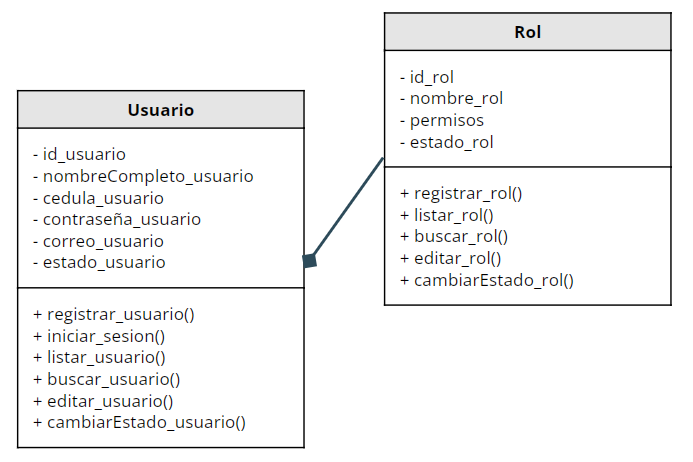 Usuario
- id_usuario
- nombreCompleto_usuario
- cedula_usuario
- contraseña_usuario
- correo_usuario
- estado_usuario
+ registrar_usuario()
+ iniciar_sesion()
+ listar_usuario()
+ buscar_usuario()
+ editar_usuario()
+ cambiarEstado_usuario()
Rol
- id_rol
- nombre_rol
- permisos
- estado_rol
+ registrar_rol()
+ listar_rol()
+ buscar_rol()
+ editar_rol()
+ cambiarEstado_rol()